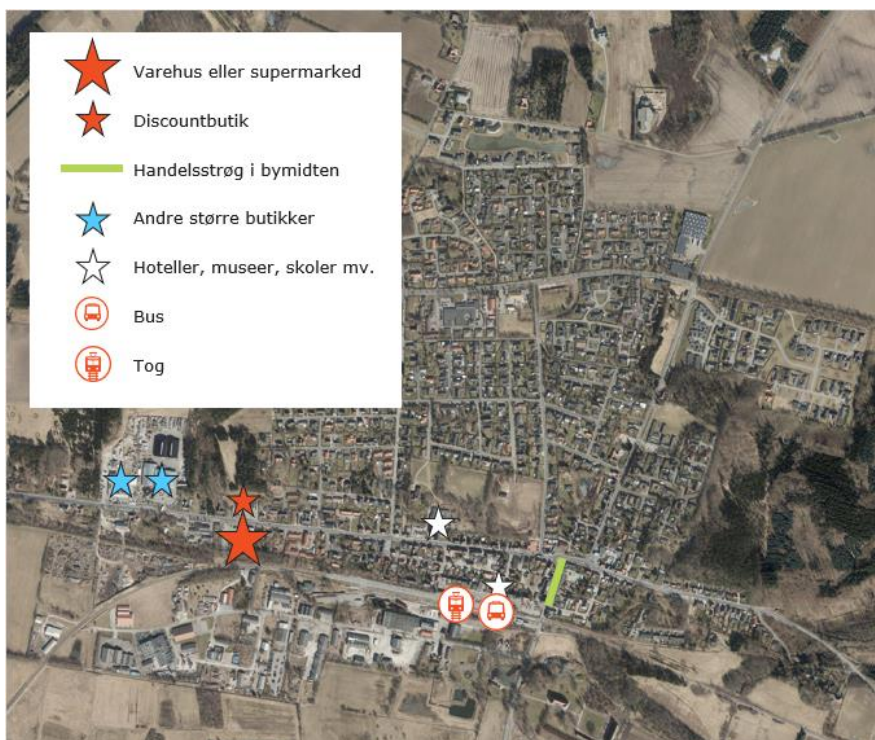 Varehus eller supermarked
Discountbutik
Handelsstrøg i bymidten
Andre større butikker
Hoteller, museer, skoler mv.
Bus
Tog